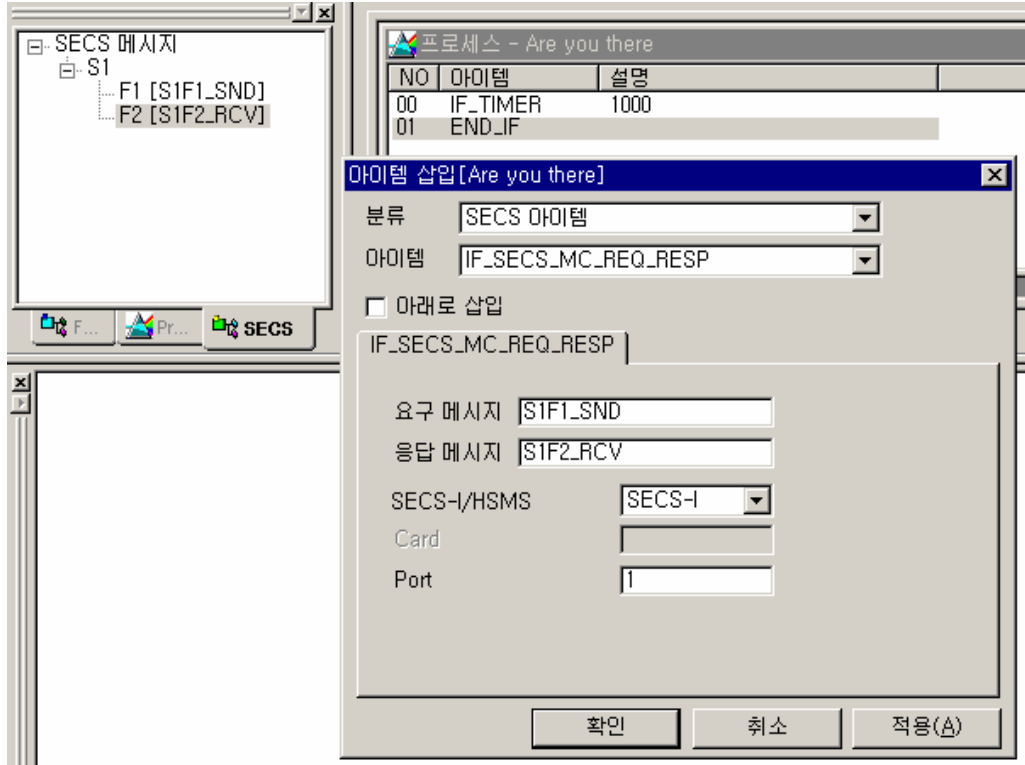 SECS 메시지
S1
F1 [S1F1_SND]
F2 [S1F2_RCV]
F...
Pr...
SECS
프로세스 - Are you there
NO 아이템 설명
00 IF_TIMER 1000
01 END_IF
아이템 삽입[Are you there]
분류 SECS 아이템
아이템 IF_SECS_MC_REQ_RESP
아래로 삽입
IF_SECS_MC_REQ_RESP
요구 메시지 S1F1_SND
응답 메시지 S1F2_RCV
SECS-I/HSMS SECS-I
Card
Port 1
확인 취소 적용(A)